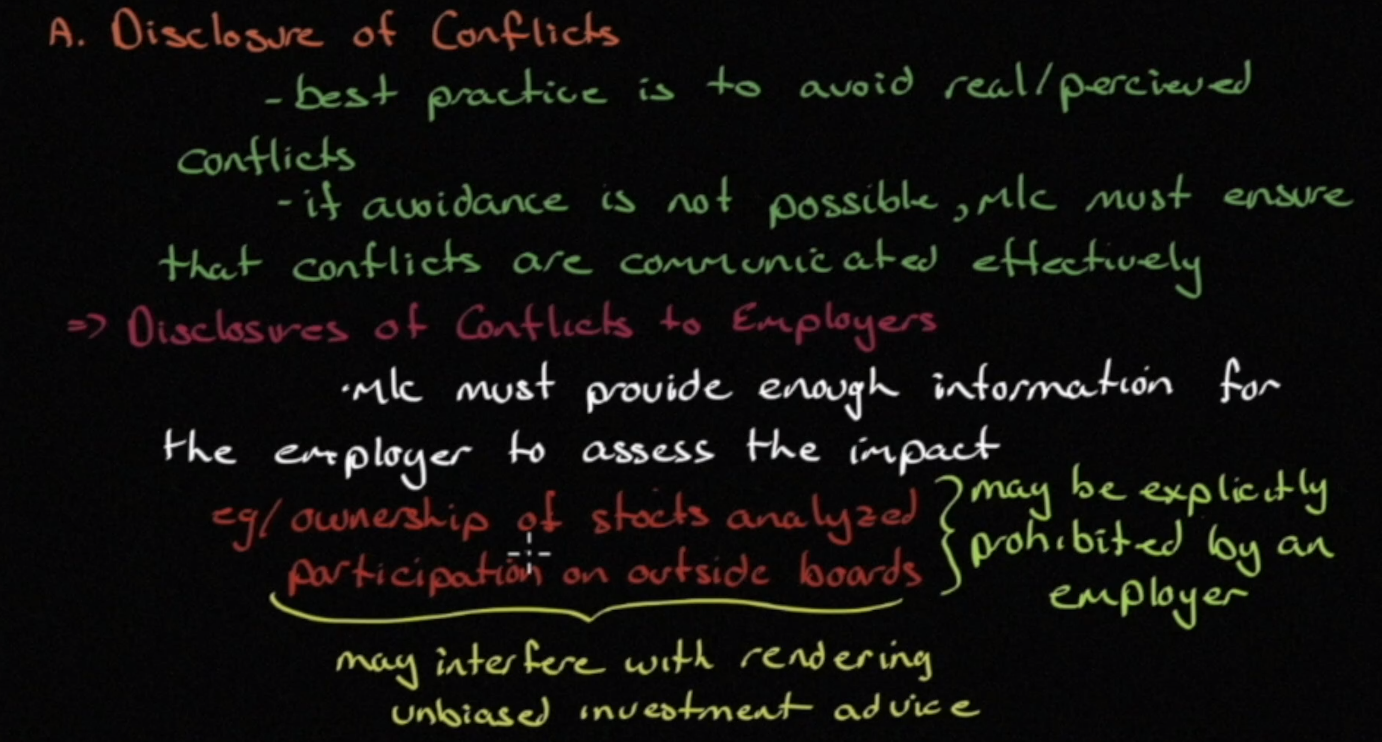 A. Disclosure of Conflicts
- best practice is to avoid real/percieved
conflicts
- if avoidance is not possible, M/c must ensure
that conflicts are communicated effectively
=> Disclosures of Conflicts to Employers
• M/c must provide enough information for
the employer to assess the impact
eg/ ownership of stocks analyzed
participation on outside boards
may be explicitly
prohibited by an
employer
may interfere with rendering
unbiased investment advice